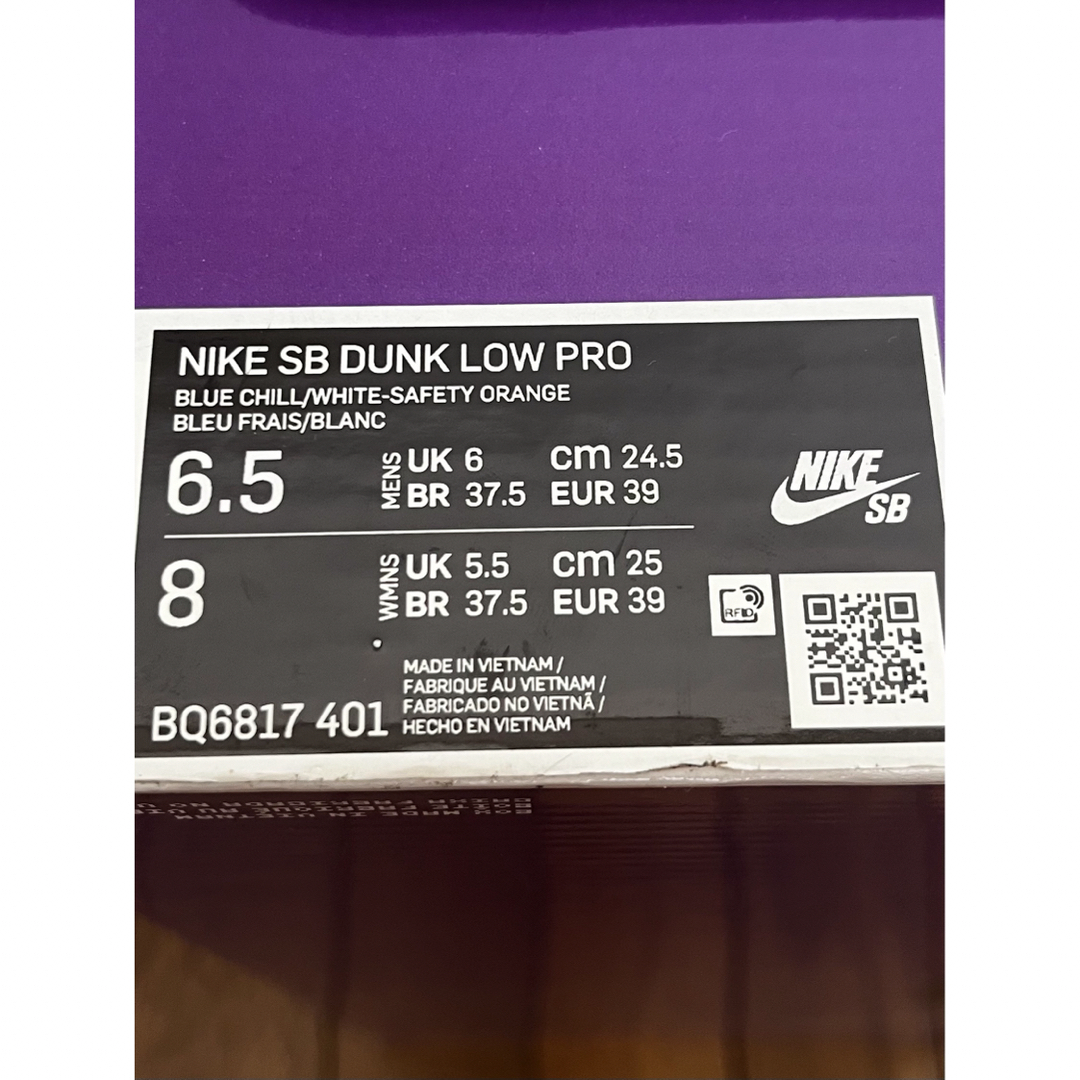 NIKE SB DUNK LOW PRO
BLUE CHILL/WHITE-SAFETY ORANGE
BLEU FRAIS/BLANC
6.5 MENS UK 6 cm 24.5
BR 37.5 EUR 39
NIKE
SB
8 WMNS UK 5.5 cm 25
BR 37.5 EUR 39
RFID
MADE IN VIETNAM /
FABRIQUE AU VIETNAM /
FABRICADO NO VIETNÃ /
HECHO EN VIETNAM
BQ6817 401